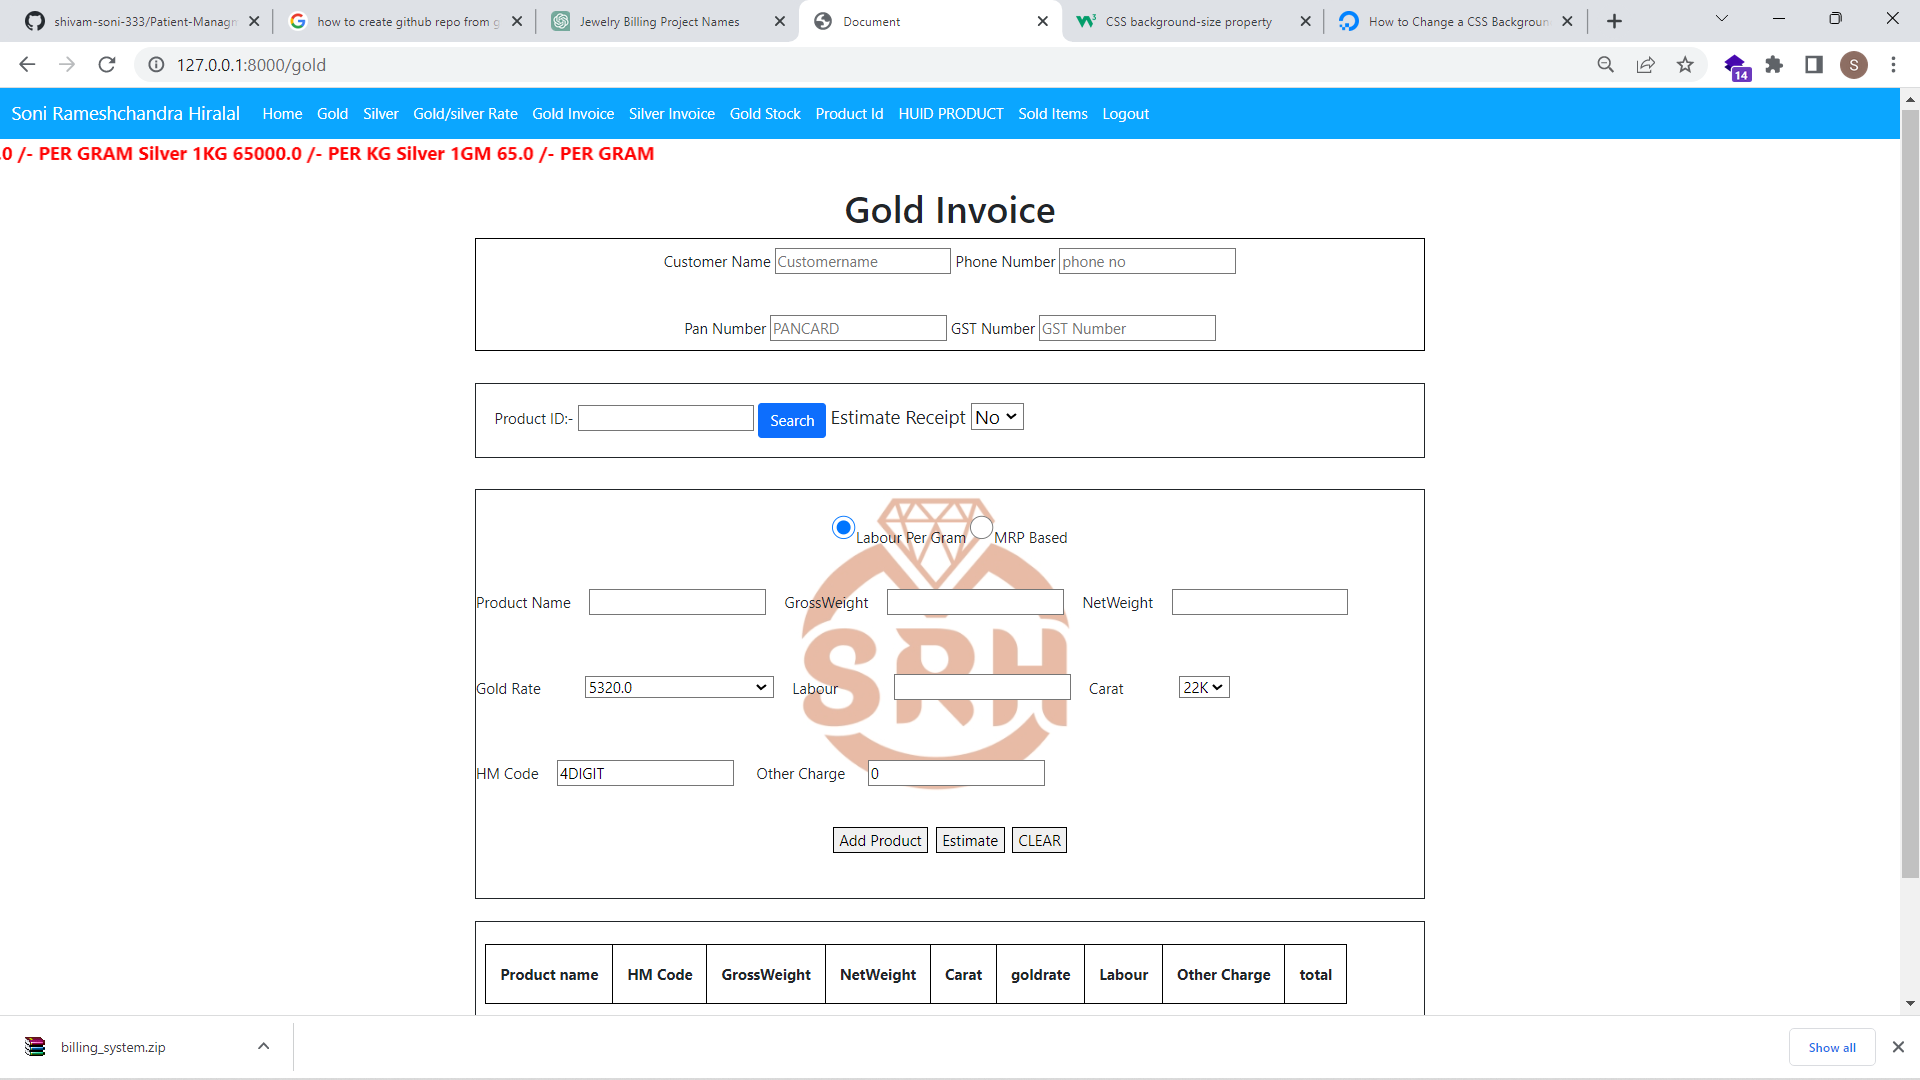 shivam-soni-333/Patient-Managm
how to create github repo from g
Jewelry Billing Project Names
Document
CSS background-size property
How to Change a CSS Backgroun
127.0.0.1:8000/gold
14
S
Soni Rameshchandra Hiralal Home Gold Silver Gold/silver Rate Gold Invoice Silver Invoice Gold Stock Product Id HUID PRODUCT Sold Items Logout
.0 /- PER GRAM Silver 1KG 65000.0 /- PER KG Silver 1GM 65.0 /- PER GRAM
Gold Invoice
Customer Name Customername Phone Number phone no
Pan Number PANCARD GST Number GST Number
Product ID:- Search Estimate Receipt No
Labour Per Gram MRP Based
Product Name GrossWeight NetWeight
SRH
Gold Rate 5320.0 Labour Carat 22K
HM Code 4DIGIT Other Charge 0
Add Product Estimate CLEAR
Product name HM Code GrossWeight NetWeight Carat goldrate Labour Other Charge total
billing_system.zip
Show all